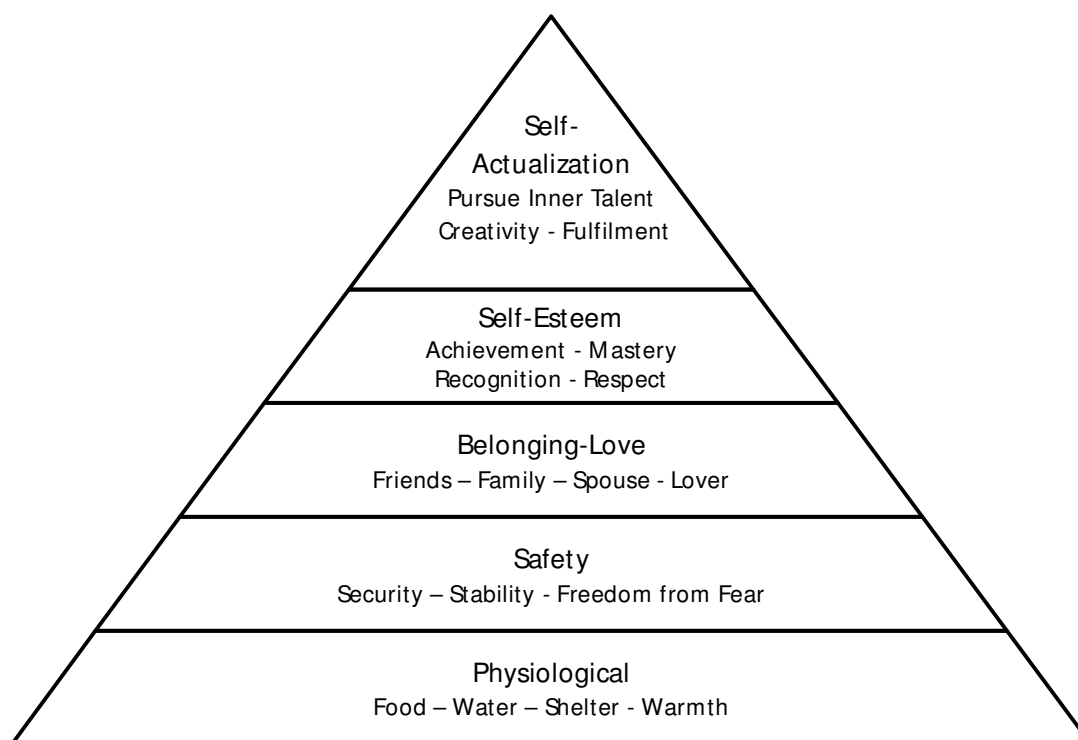 Self-
Actualization
Pursue Inner Talent
Creativity - Fulfilment
Self-Esteem
Achievement - Mastery
Recognition - Respect
Belonging-Love
Friends – Family – Spouse - Lover
Safety
Security – Stability - Freedom from Fear
Physiological
Food – Water – Shelter - Warmth